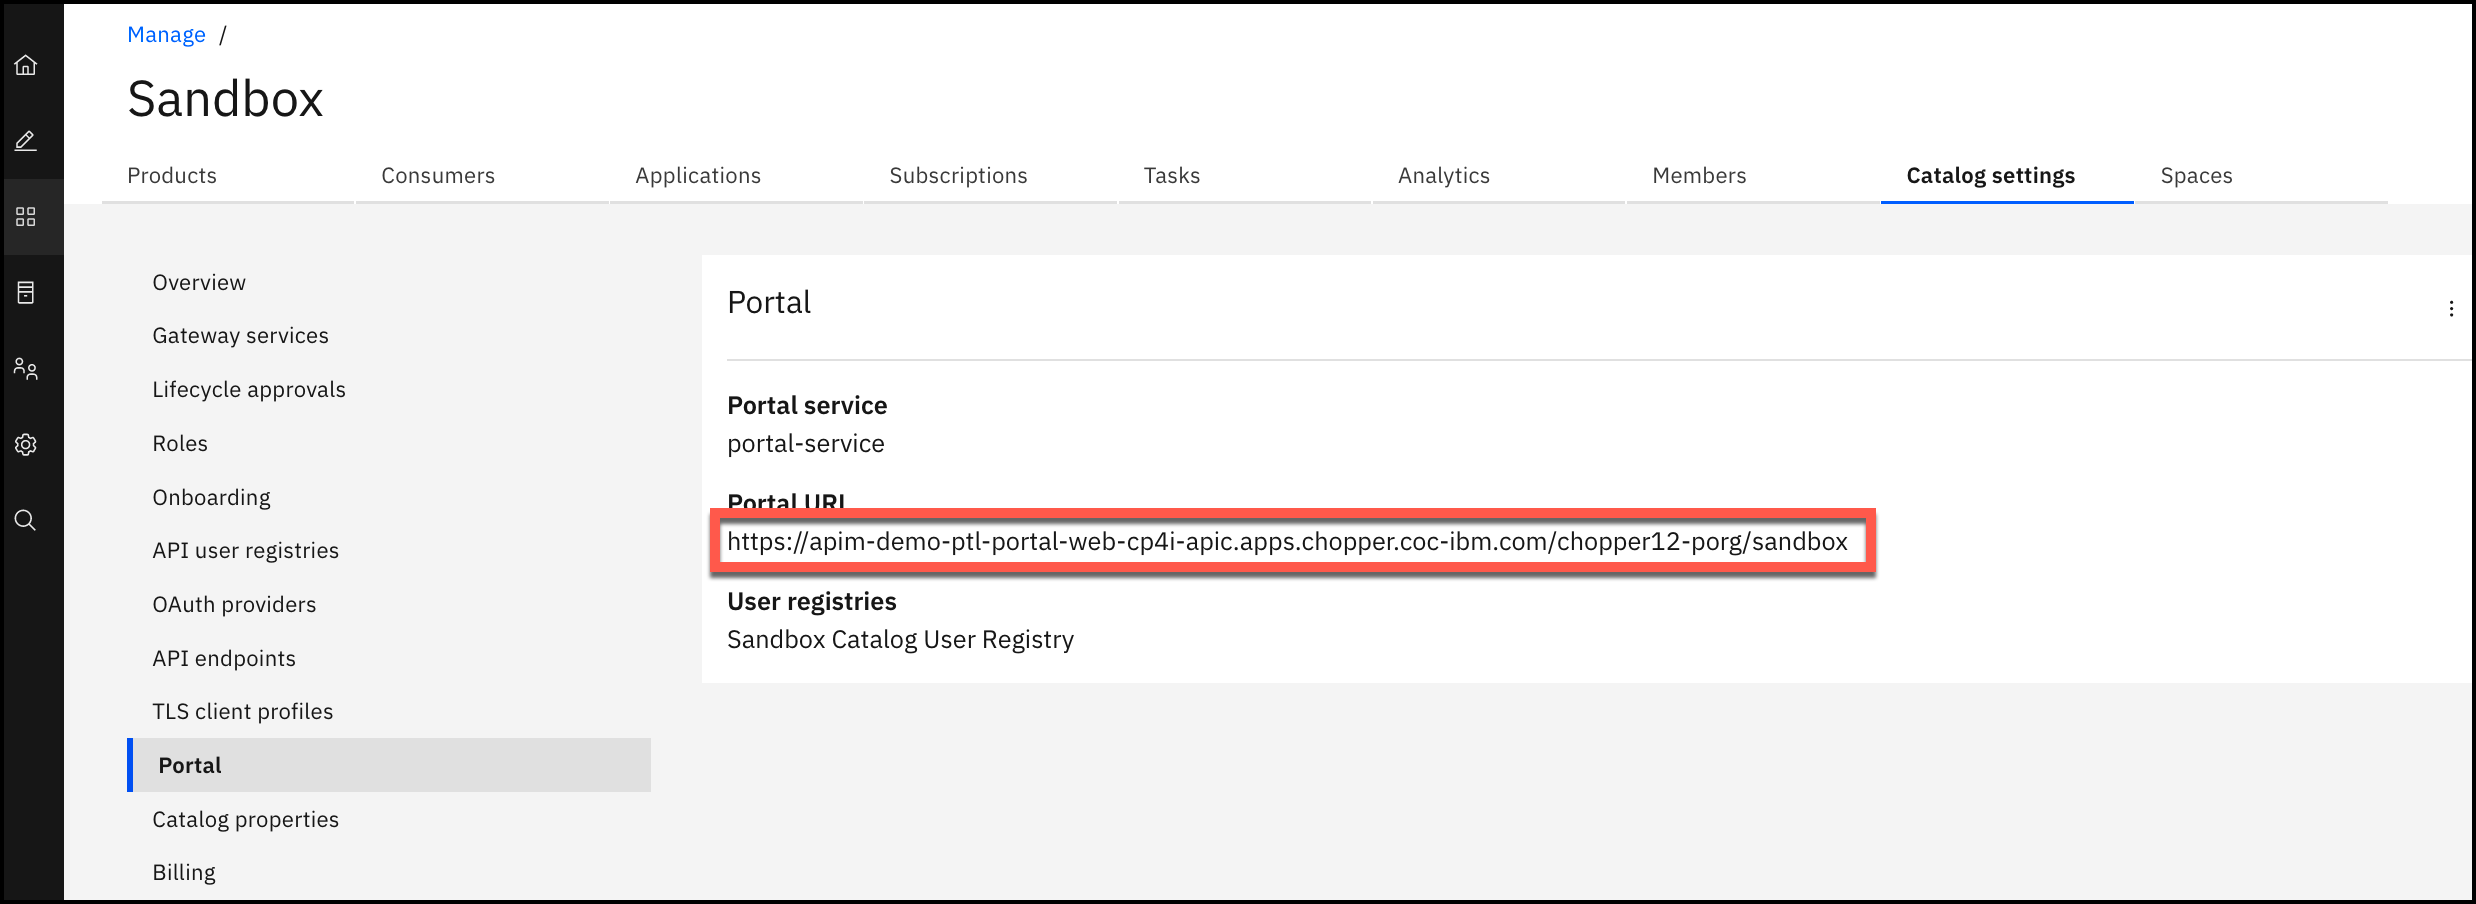 Manage /
Sandbox
Products Consumers Applications Subscriptions Tasks Analytics Members Catalog settings Spaces
Overview
Gateway services
Lifecycle approvals
Roles
Onboarding
API user registries
OAuth providers
API endpoints
TLS client profiles
Portal
Catalog properties
Billing
Portal
Portal service
portal-service
Portal URL
https://apim-demo-ptl-portal-web-cp4i-apic.apps.chopper.coc-ibm.com/chopper12-porg/sandbox
User registries
Sandbox Catalog User Registry